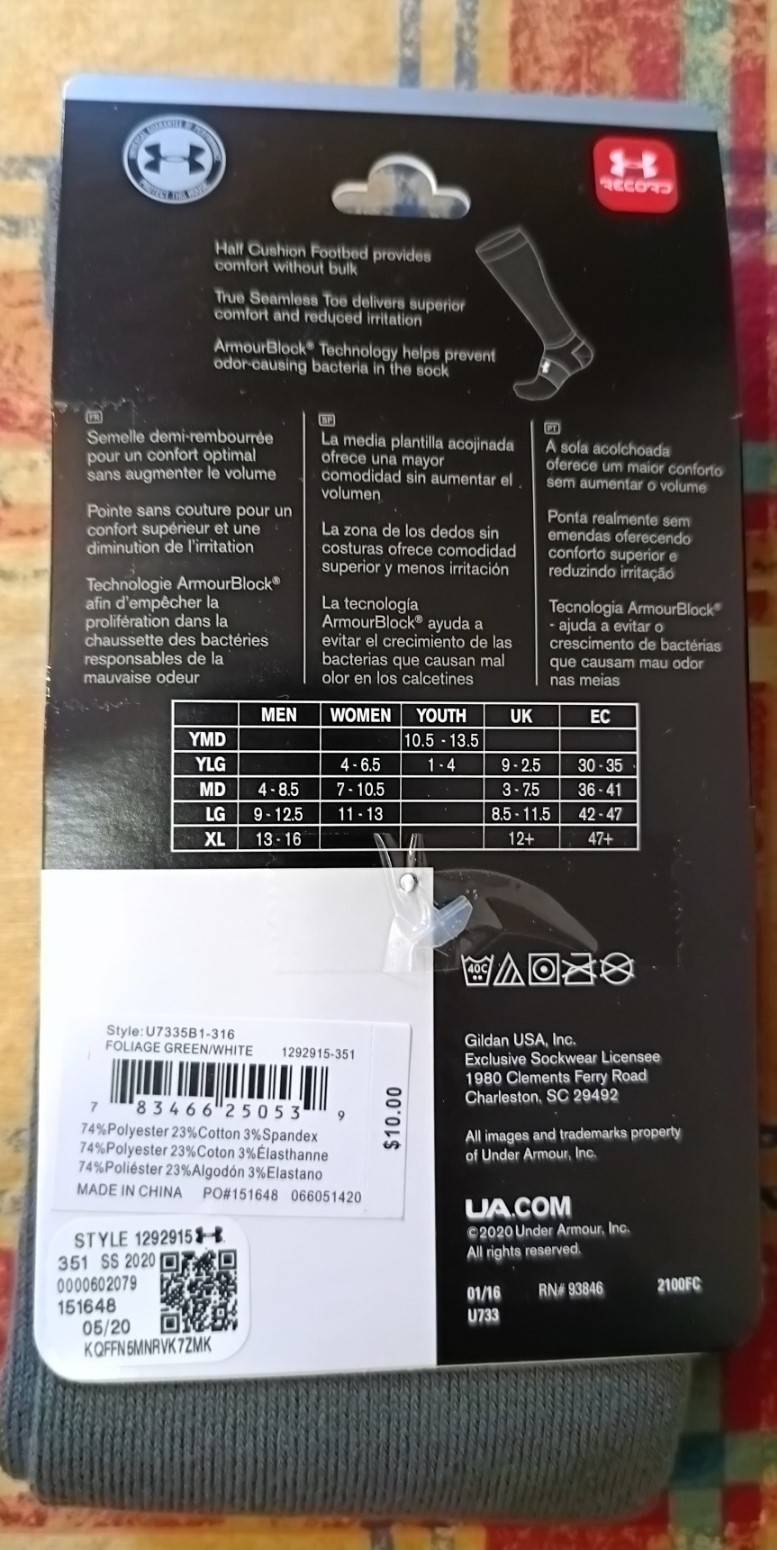 RECORD
Half Cushion Footbed provides
comfort without bulk
True Seamless Toe delivers superior
comfort and reduced irritation
ArmourBlock® Technology helps prevent
odor-causing bacteria in the sock
FR
Semelle demi-rembourrée
pour un confort optimal
sans augmenter le volume
Pointe sans couture pour un
confort supérieur et une
diminution de l'irritation
Technologie ArmourBlock®
afin d'empêcher la
prolifération dans la
chaussette des bactéries
responsables de la
mauvaise odeur
SP
La media plantilla acojinada
ofrece una mayor
comodidad sin aumentar el
volumen
La zona de los dedos sin
costuras ofrece comodidad
superior y menos irritación
La tecnología
ArmourBlock® ayuda a
evitar el crecimiento de las
bacterias que causan mal
olor en los calcetines
PT
A sola acolchoada
oferece um maior conforto
sem aumentar o volume
Ponta realmente sem
emendas oferecendo
conforto superior e
reduzindo irritação
Tecnologia ArmourBlock®
- ajuda a evitar o
crescimento de bactérias
que causam mau odor
nas meias
MEN WOMEN YOUTH UK EC
YMD 10.5 - 13.5
YLG 4 - 6.5 1 - 4 9 - 2.5 30 - 35
MD 4 - 8.5 7 - 10.5 3 - 7.5 36 - 41
LG 9 - 12.5 11 - 13 8.5 - 11.5 42 - 47
XL 13 - 16 12+ 47+
40C
Style: U7335B1-316
FOLIAGE GREEN/WHITE 1292915-351
7 83466 25053 9
$10.00
74%Polyester 23%Cotton 3%Spandex
74%Polyester 23%Coton 3%Élasthanne
74%Poliéster 23%Algodón 3%Elastano
MADE IN CHINA PO#151648 066051420
STYLE 1292915
351 SS 2020
0000602079
151648
05/20
KQFFN5MNRVK7ZMK
Gildan USA, Inc.
Exclusive Sockwear Licensee
1980 Clements Ferry Road
Charleston, SC 29492
All images and trademarks property
of Under Armour, Inc.
UA.COM
©2020 Under Armour, Inc.
All rights reserved.
01/16 RN# 93846 2100FC
U733